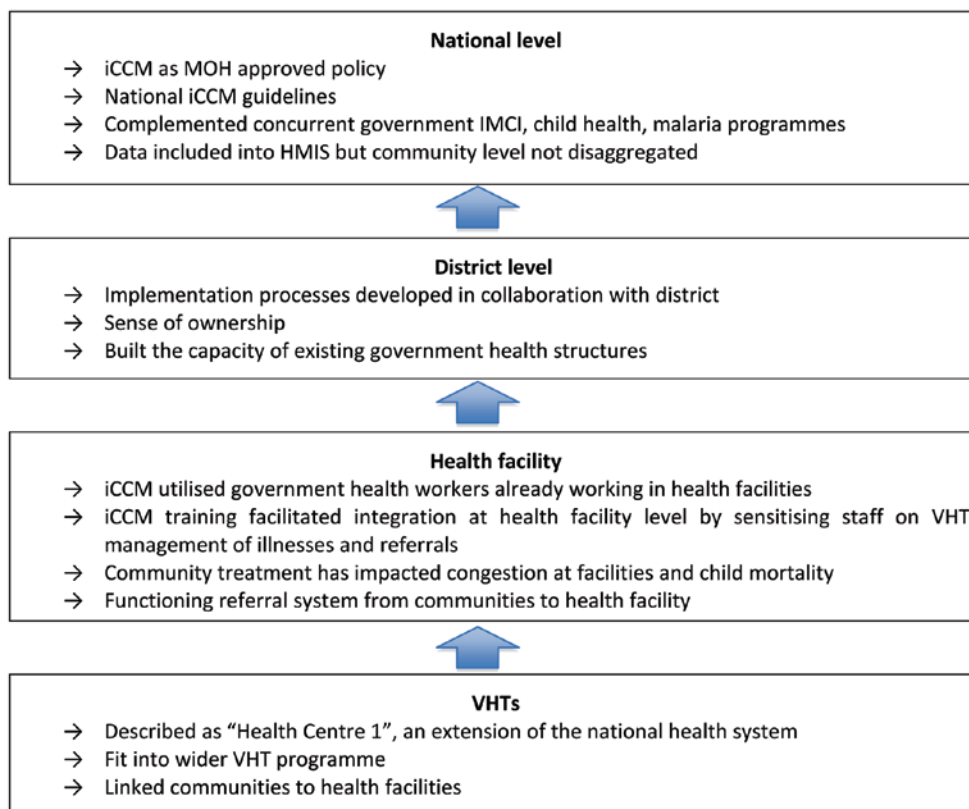 National level
→ iCCM as MOH approved policy
→ National iCCM guidelines
→ Complemented concurrent government IMCI, child health, malaria programmes
→ Data included into HMIS but community level not disaggregated
District level
→ Implementation processes developed in collaboration with district
→ Sense of ownership
→ Built the capacity of existing government health structures
Health facility
→ iCCM utilised government health workers already working in health facilities
→ iCCM training facilitated integration at health facility level by sensitising staff on VHT
management of illnesses and referrals
→ Community treatment has impacted congestion at facilities and child mortality
→ Functioning referral system from communities to health facility
VHTs
→ Described as “Health Centre 1”, an extension of the national health system
→ Fit into wider VHT programme
→ Linked communities to health facilities